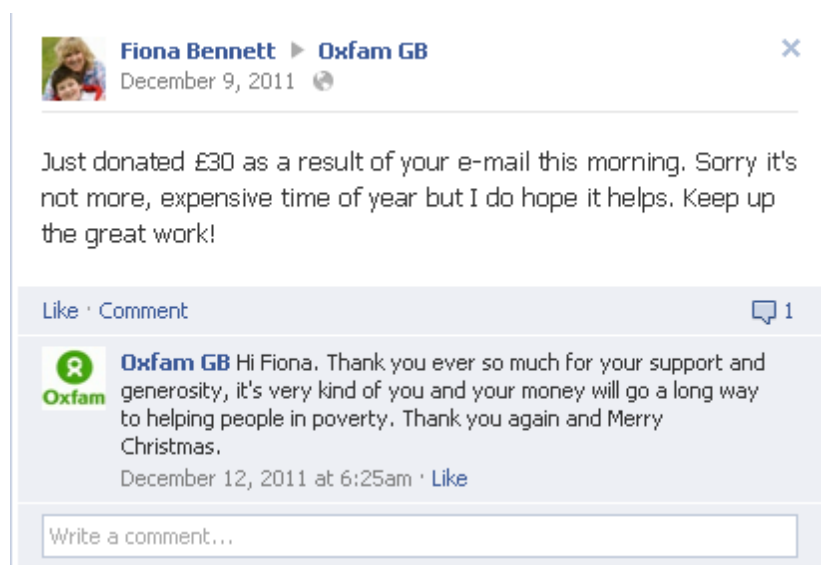 Fiona Bennett ▶ Oxfam GB
December 9, 2011
Just donated £30 as a result of your e-mail this morning. Sorry it's
not more, expensive time of year but I do hope it helps. Keep up
the great work!
Like · Comment 1
Oxfam GB Hi Fiona. Thank you ever so much for your support and
generosity, it's very kind of you and your money will go a long way
to helping people in poverty. Thank you again and Merry
Christmas.
Oxfam
December 12, 2011 at 6:25am · Like
Write a comment...